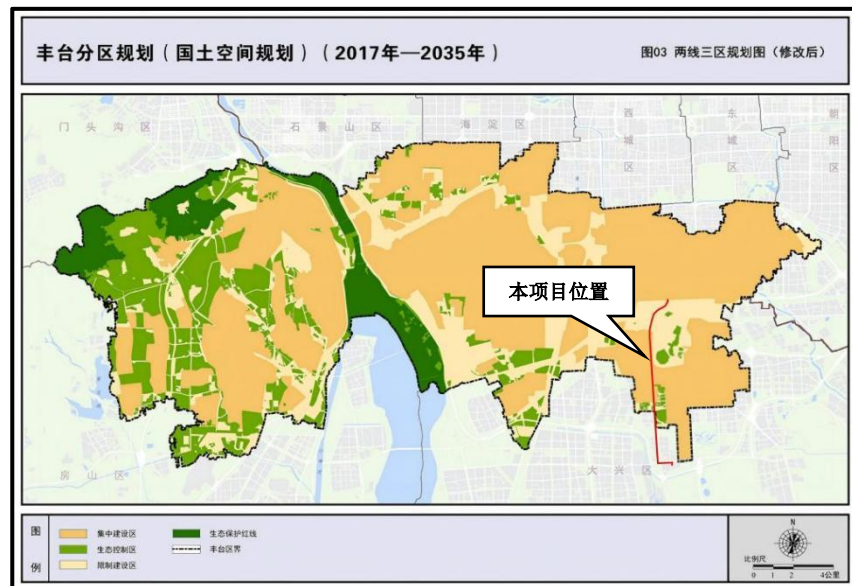 丰台分区规划（国土空间规划）（2017年—2035年）
图03 两线三区规划图（修改后）
门头沟区
石景山区
海淀区
西城区
东城区
朝阳区
本项目位置
房山区
大兴区
图例
集中建设区
生态控制区
限制建设区
生态保护红线
丰台区界
N
比例尺
0 1 2 4公里